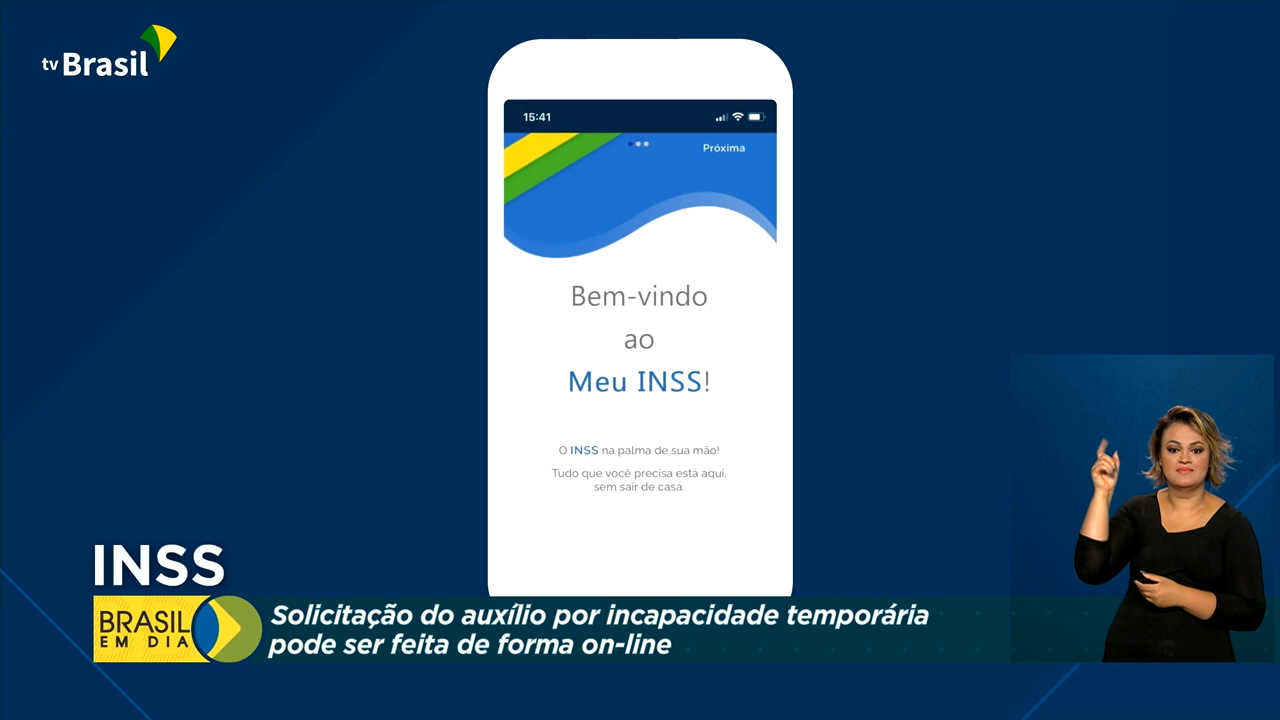 tv Brasil
15:41
Próxima
Bem-vindo
ao
Meu INSS!
O INSS na palma de sua mão!
Tudo que você precisa está aqui,
sem sair de casa.
INSS
BRASIL
EM DIA
Solicitação do auxílio por incapacidade temporária
pode ser feita de forma on-line